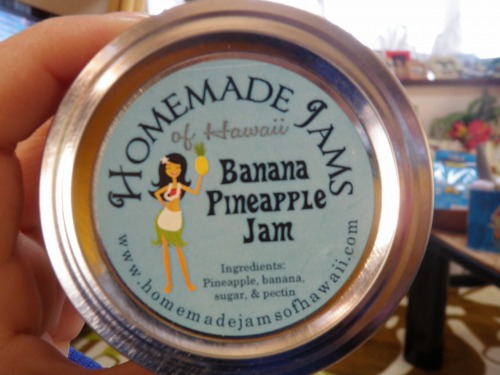 HOMEMADE JAMS
of Hawaii
Banana
Pineapple
Jam
Ingredients:
Pineapple, banana,
sugar, & pectin
www.homemadejamsofhawaii.com